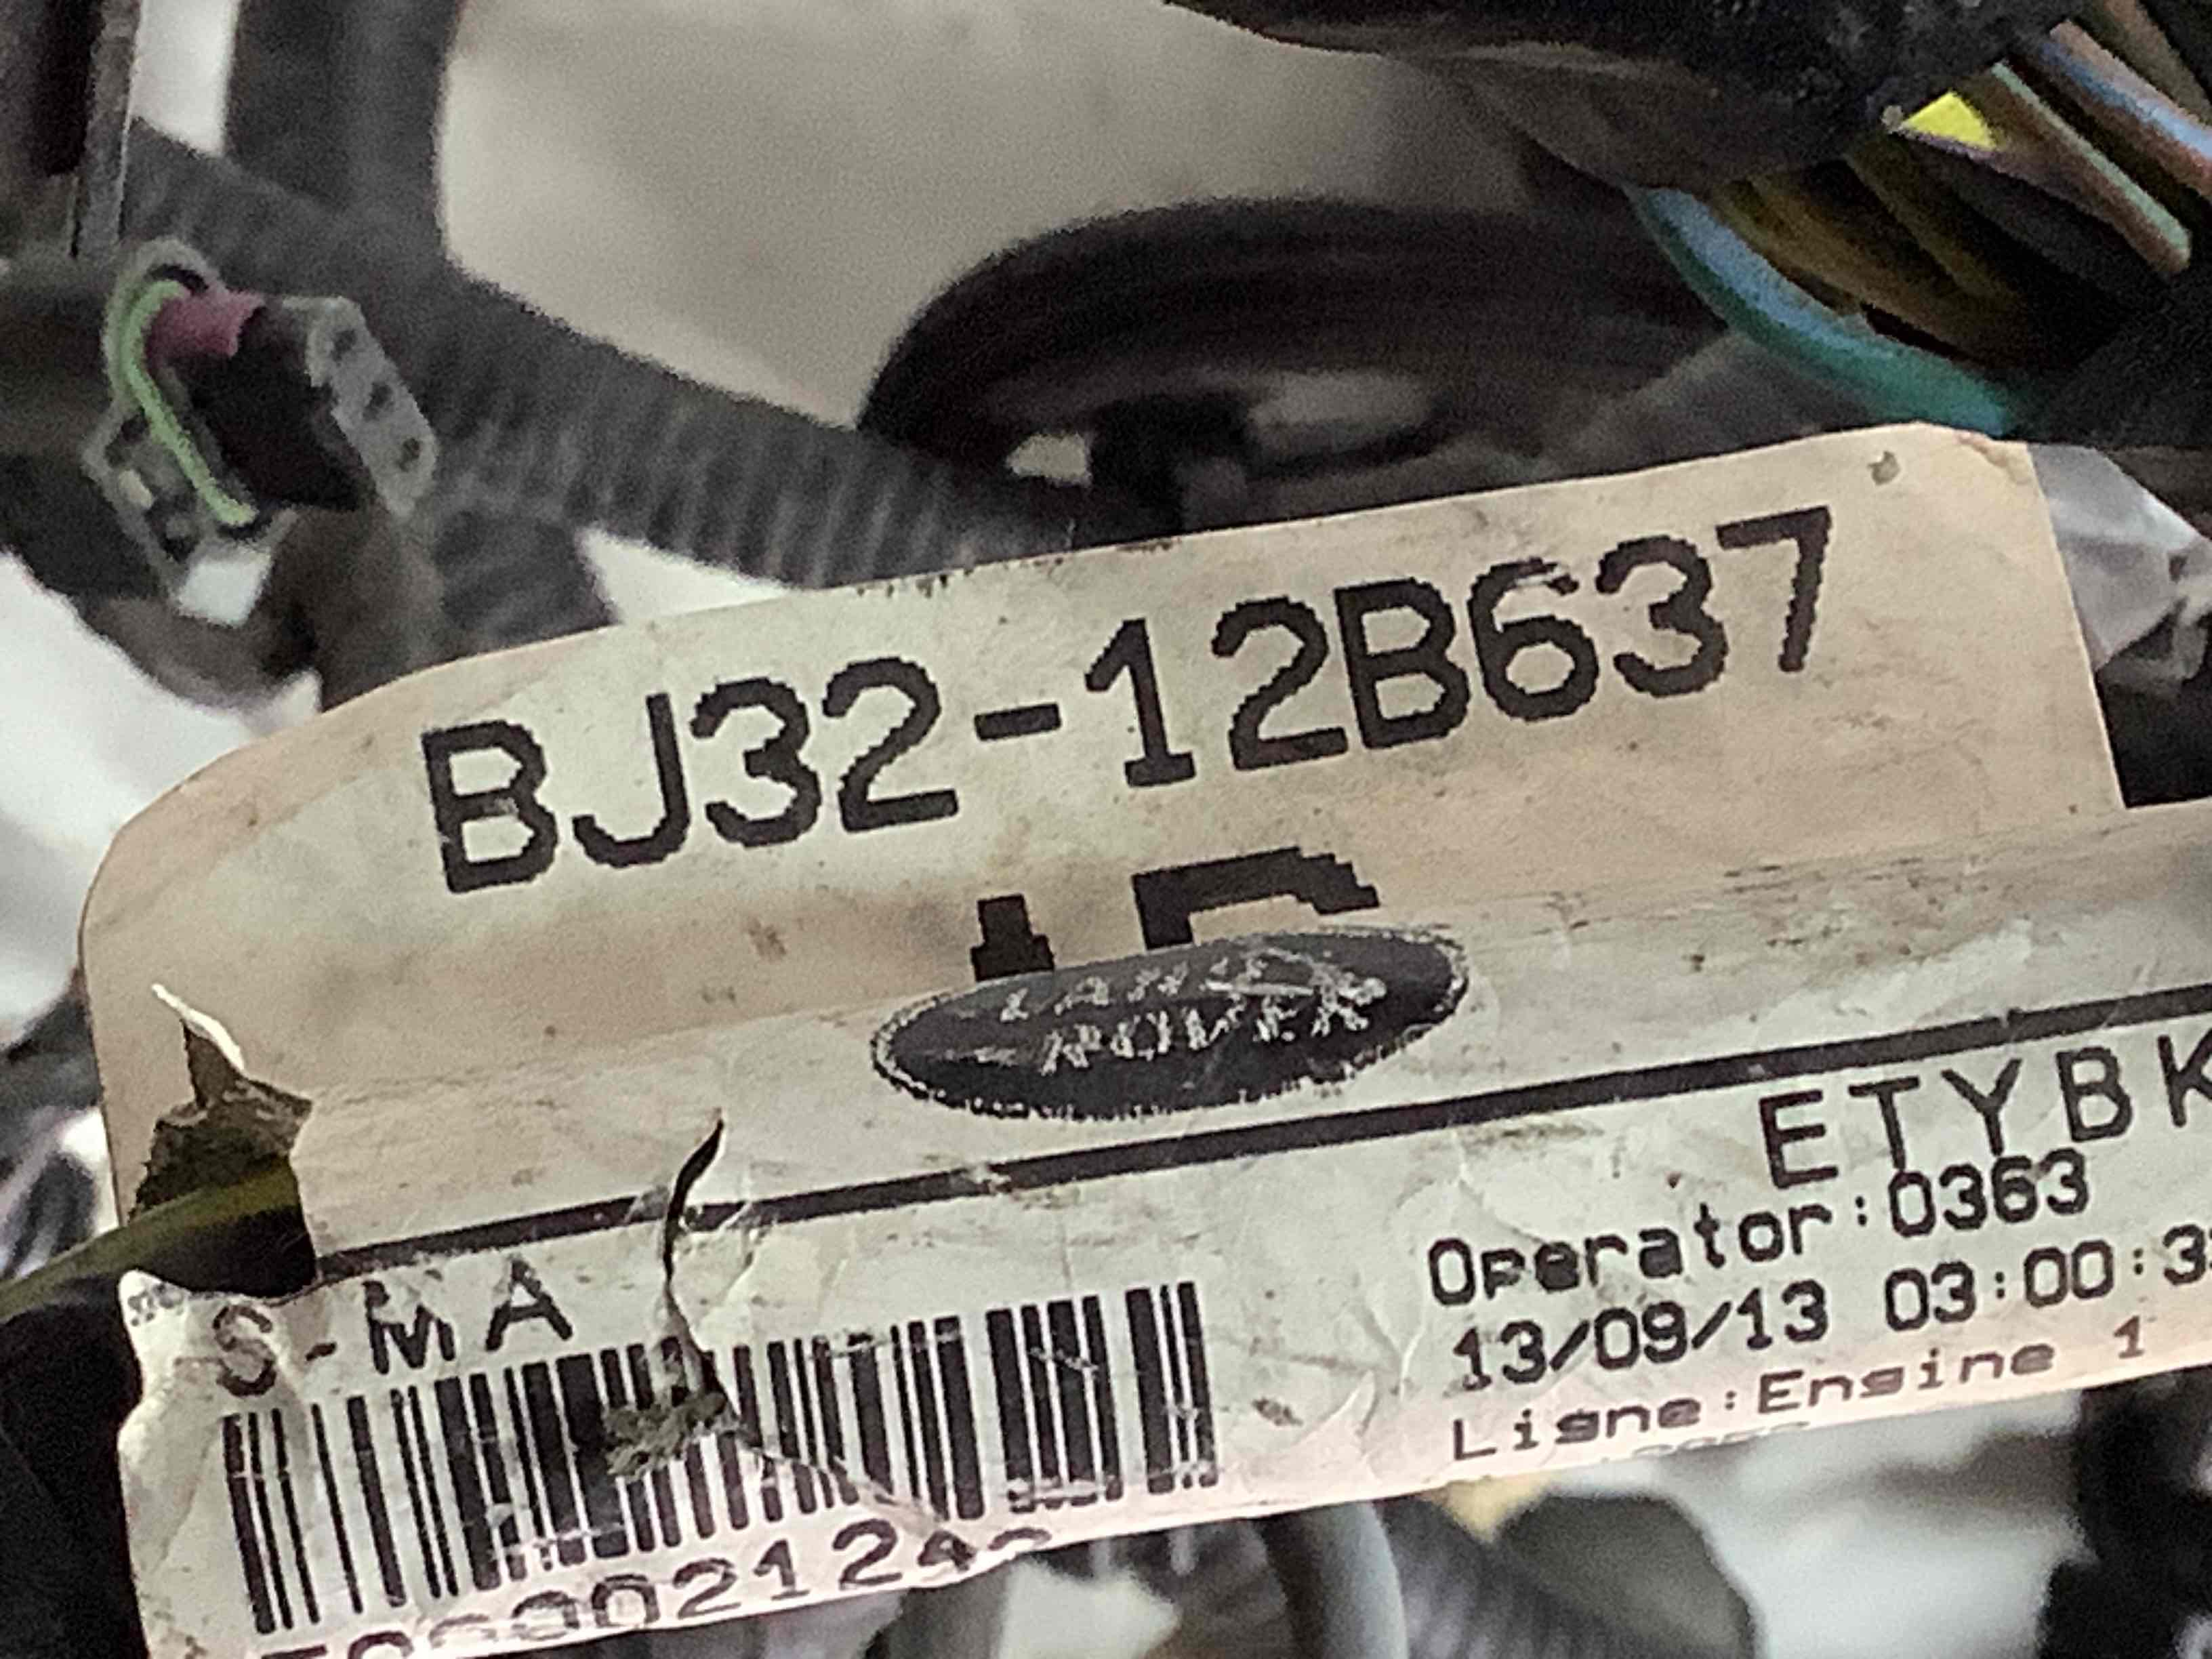 BJ32-12B637
LAND
ROVER
ETYBK
S-MA
Operator:0363
13/09/13 03:00:3
Ligne:Engine 1